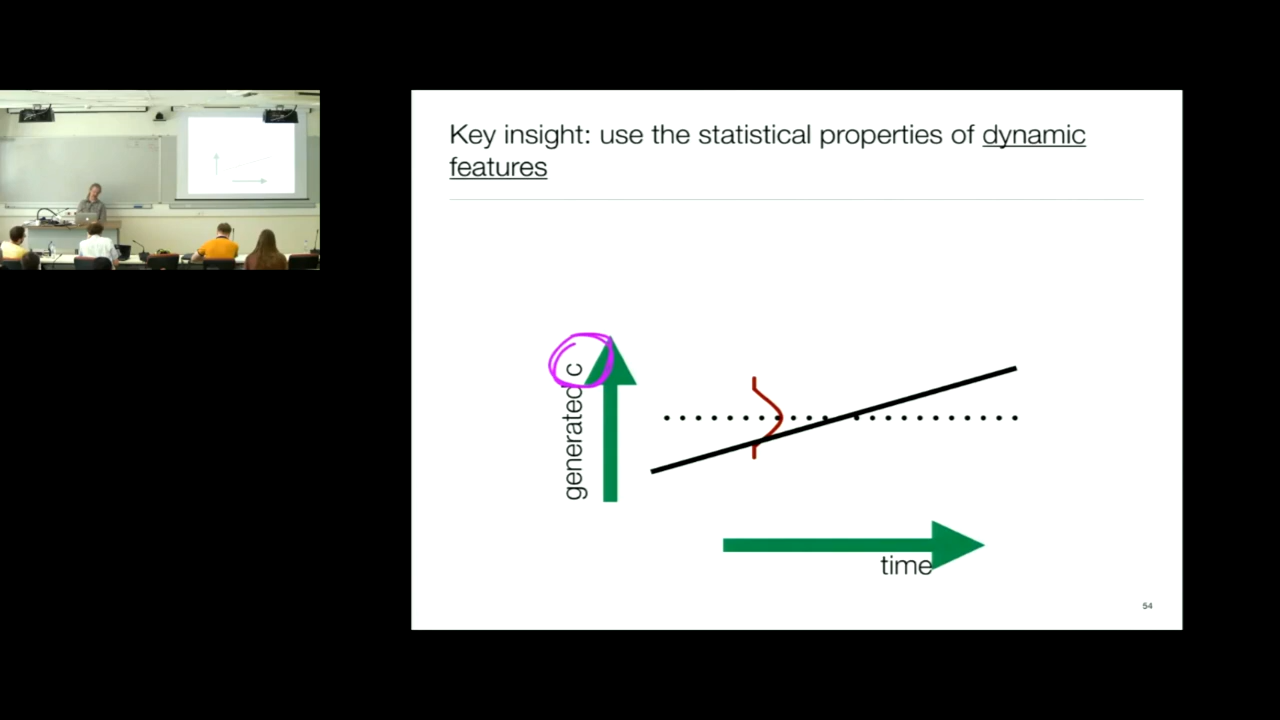 Key insight: use the statistical properties of dynamic
features
generated c
time
54